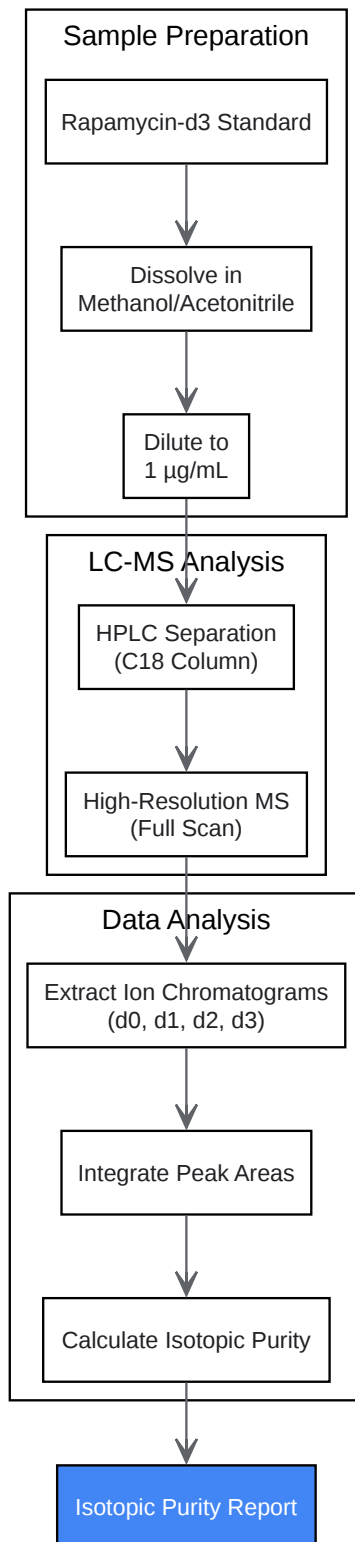 Sample Preparation
Rapamycin-d3 Standard
Dissolve in
Methanol/Acetonitrile
Dilute to
1 µg/mL
LC-MS Analysis
HPLC Separation
(C18 Column)
High-Resolution MS
(Full Scan)
Data Analysis
Extract Ion Chromatograms
(d0, d1, d2, d3)
Integrate Peak Areas
Calculate Isotopic Purity
Isotopic Purity Report